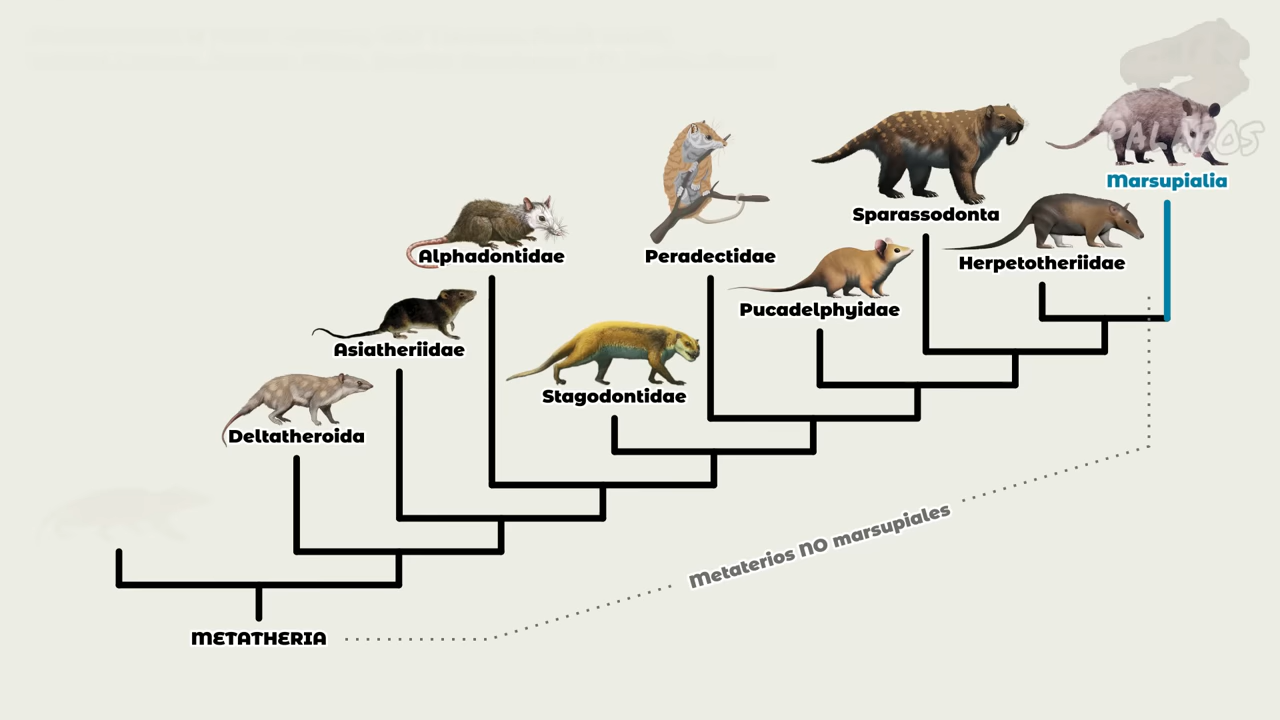 Marsupialia
Sparassodonta
Alphadontidae
Peradectidae
Herpetotheriidae
Pucadelphyidae
Asiatheriidae
Stagodontidae
Deltatheroida
Metaterios NO marsupiales
METATHERIA